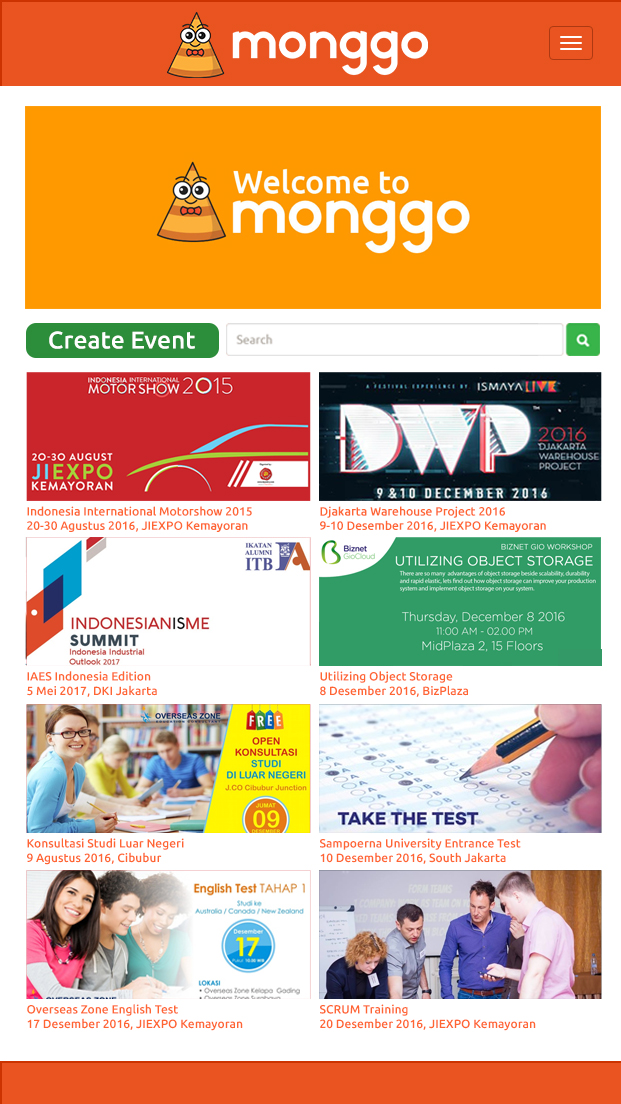 monggo
Welcome to
monggo
Create Event
Search
INDONESIA INTERNATIONAL
MOTOR SHOW 2015
20-30 AUGUST
JIEXPO
KEMAYORAN
Indonesia International Motorshow 2015
20-30 Agustus 2016, JIEXPO Kemayoran
A FESTIVAL EXPERIENCE BY ISMAYA LIVE
DWP
TM
2016
DJAKARTA
WAREHOUSE
PROJECT
9 & 10 DECEMBER 2016
Djakarta Warehouse Project 2016
9-10 Desember 2016, JIEXPO Kemayoran
IKATAN
ALUMNI
ITB
INDONESIANISME
SUMMIT
Indonesia Industrial
Outlook 2017
IAES Indonesia Edition
5 Mei 2017, DKI Jakarta
Biznet
GioCloud
BIZNET GIO WORKSHOP
UTILIZING OBJECT STORAGE
There are so many advantages of object storage beside scalability, durability
and rapid elastic, lets find out how object storage can improve your production
system and implement object storage on your system.
Thursday, December 8 2016
11:00 AM - 02.00 PM
MidPlaza 2, 15 Floors
Utilizing Object Storage
8 Desember 2016, BizPlaza
OVERSEAS ZONE
EDUCATION CONSULTANT
FREE
OPEN
KONSULTASI
STUDI
DI LUAR NEGERI
J.CO Cibubur Junction
JUMAT
09
DESEMBER
Konsultasi Studi Luar Negeri
9 Agustus 2016, Cibubur
TAKE THE TEST
Sampoerna University Entrance Test
10 Desember 2016, South Jakarta
English Test TAHAP 1
Studi ke
Australia / Canada / New Zealand
Desember
17
Pukul 10.00 WIB
LOKASI
• Overseas Zone Kelapa Gading
• Overseas Zone Surabaya
Overseas Zone English Test
17 Desember 2016, JIEXPO Kemayoran
FORM TEAMS
SCRUM Training
20 Desember 2016, JIEXPO Kemayoran